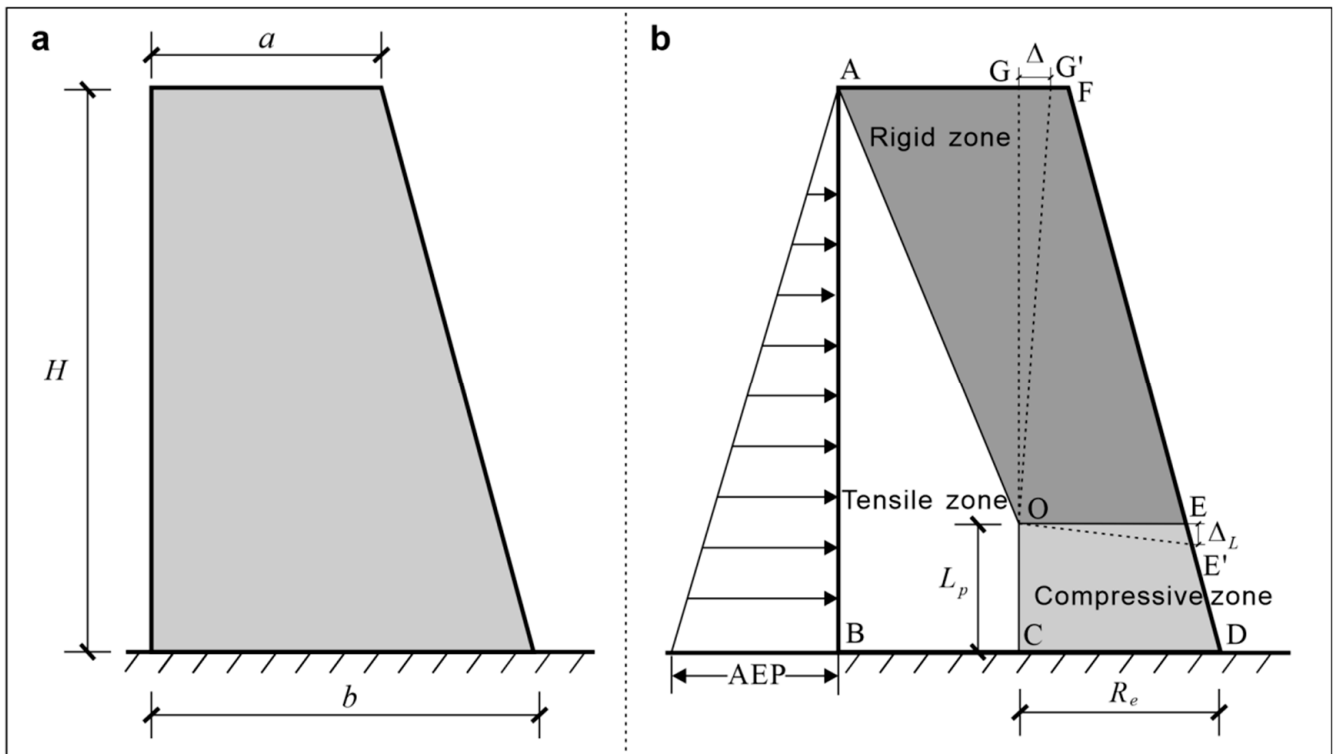 a
a
H
b
b
A
G
Δ
G'
F
Rigid zone
Tensile zone
O
E
Δ_L
E'
L_p
Compressive zone
B
C
D
AEP
R_e